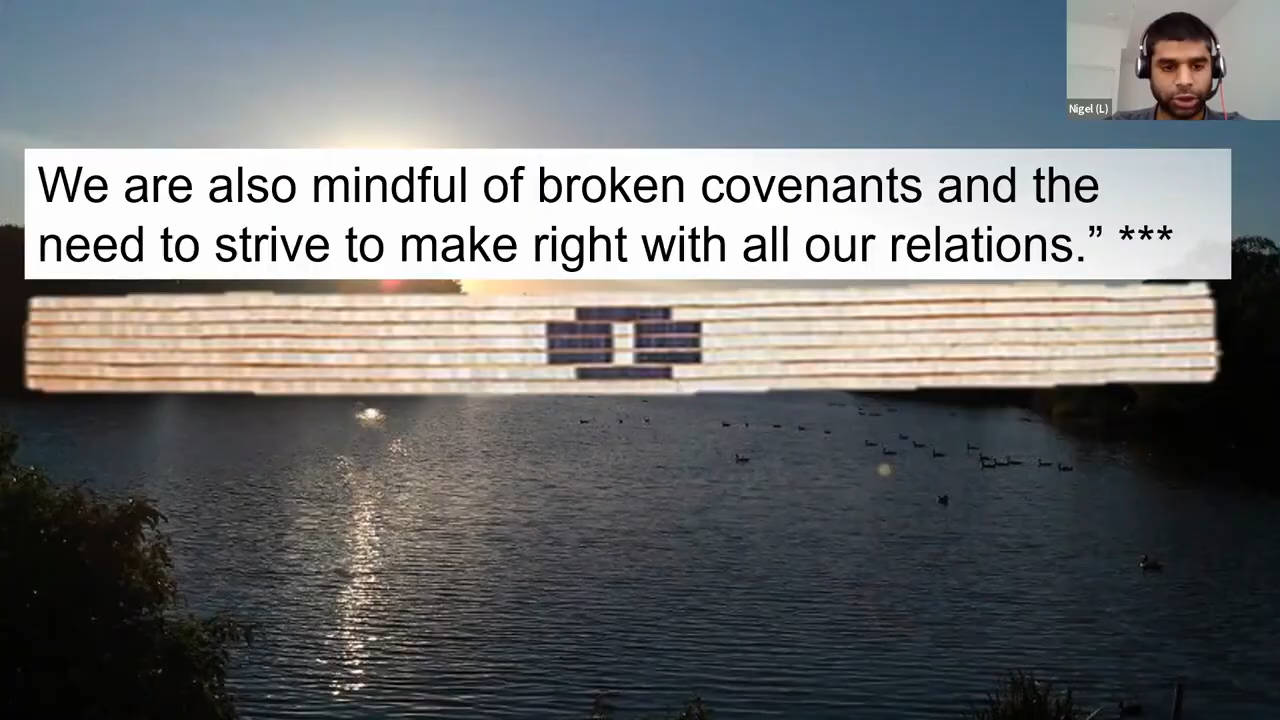 Nigel (L)
We are also mindful of broken covenants and the
need to strive to make right with all our relations.” ***